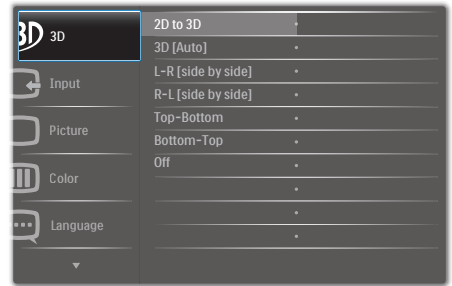 3D
3D
Input
Picture
Color
Language
2D to 3D
3D [Auto]
L-R [side by side]
R-L [side by side]
Top-Bottom
Bottom-Top
Off